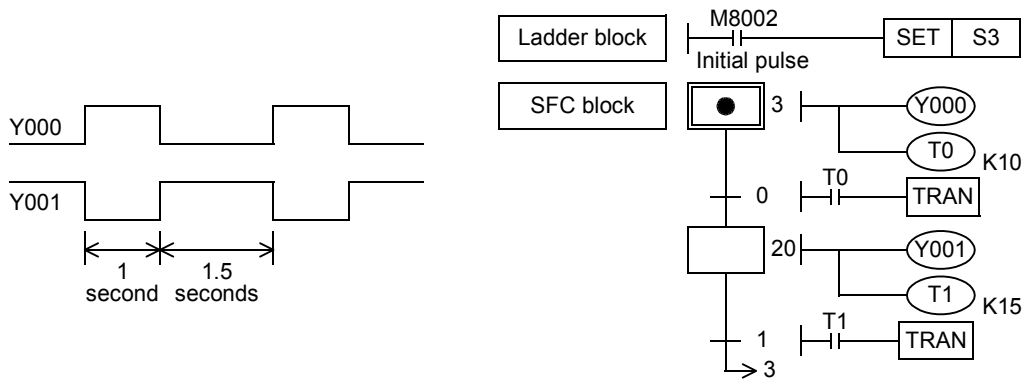 Y000
Y001
1
second
1.5
seconds
Ladder block
M8002
Initial pulse
SET S3
SFC block
3
Y000
T0
K10
0
T0
TRAN
20
Y001
T1
K15
1
T1
TRAN
3